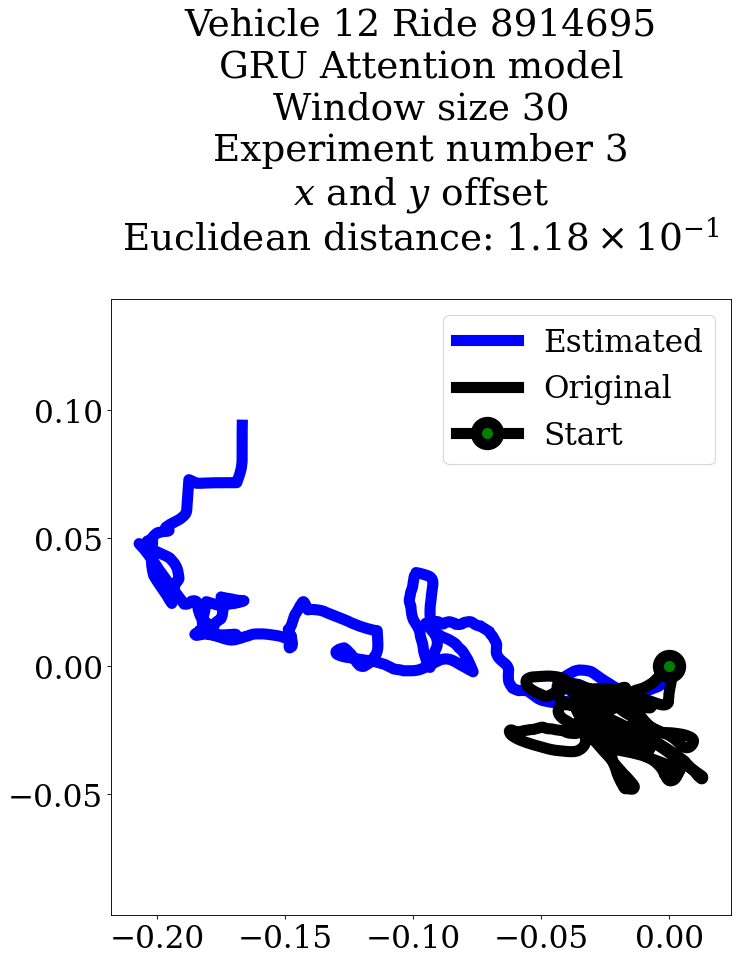 Vehicle 12 Ride 8914695
GRU Attention model
Window size 30
Experiment number 3
x and y offset
Euclidean distance: 1.18 × 10⁻¹
Estimated
Original
Start
0.10
0.05
0.00
−0.05
−0.20
−0.15
−0.10
−0.05
0.00